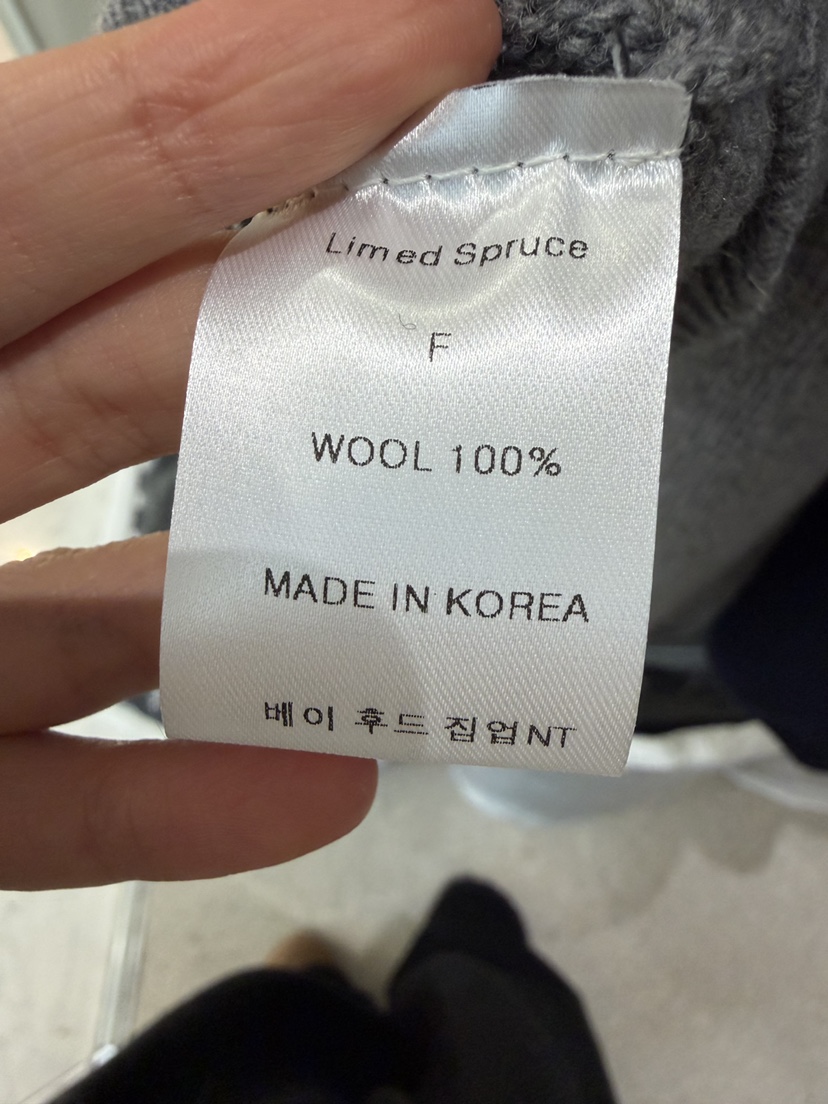 Limed Spruce
F
WOOL 100%
MADE IN KOREA
베이 후드 집업NT